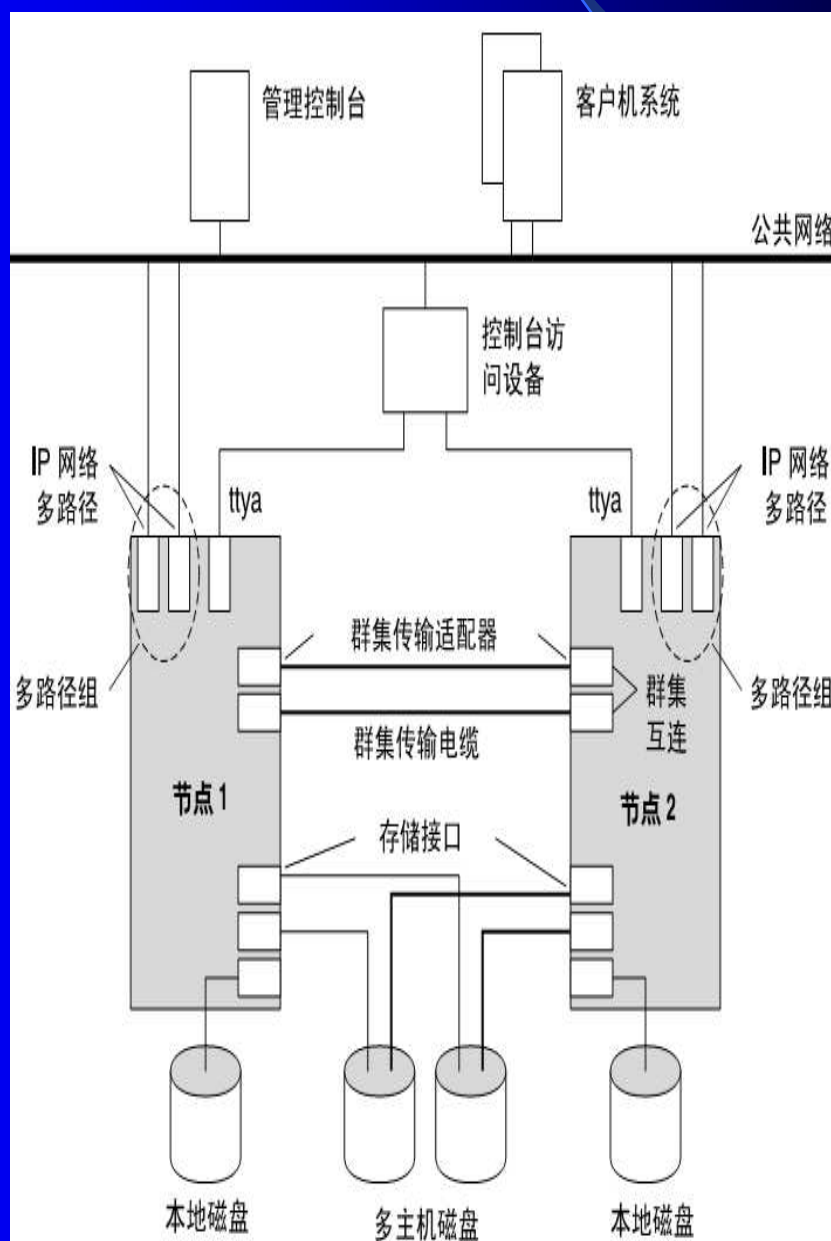 管理控制台
客户机系统
公共网络
控制台访
问设备
IP 网络
多路径
ttya
ttya
IP 网络
多路径
群集传输适配器
多路径组
群集
互连
多路径组
群集传输电缆
节点 1
节点 2
存储接口
本地磁盘
多主机磁盘
本地磁盘